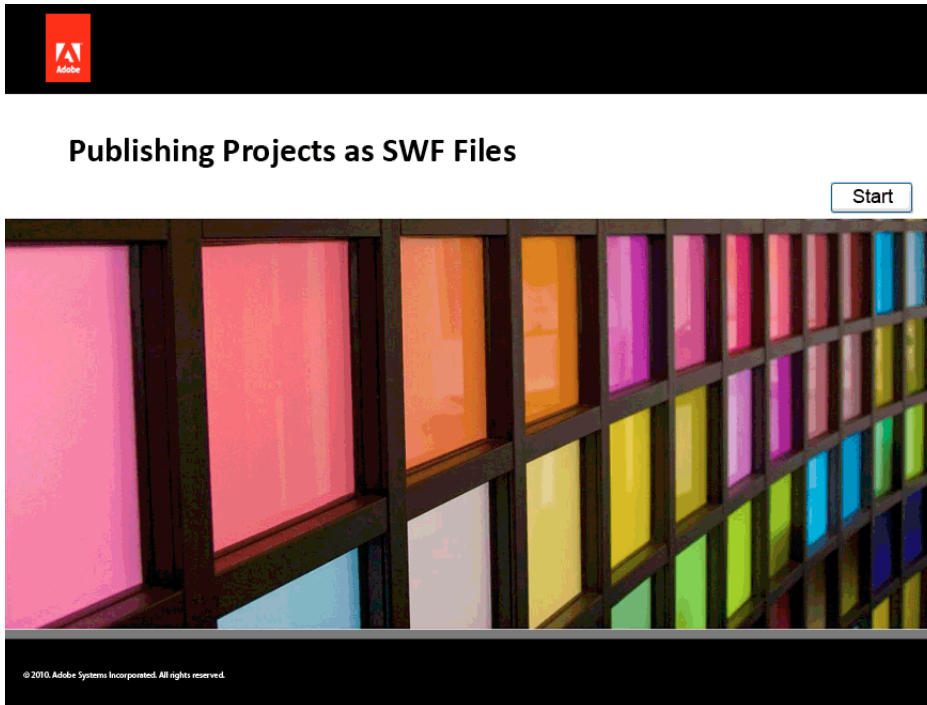 Adobe
Publishing Projects as SWF Files
Start
© 2010. Adobe Systems Incorporated. All rights reserved.